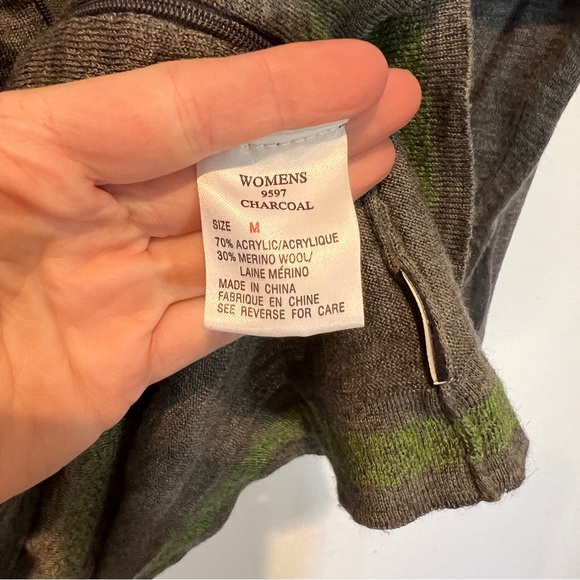 WOMENS
9597
CHARCOAL
SIZE M
70% ACRYLIC/ACRYLIQUE
30% MERINO WOOL/
LAINE MÉRINO
MADE IN CHINA
FABRIQUE EN CHINE
SEE REVERSE FOR CARE